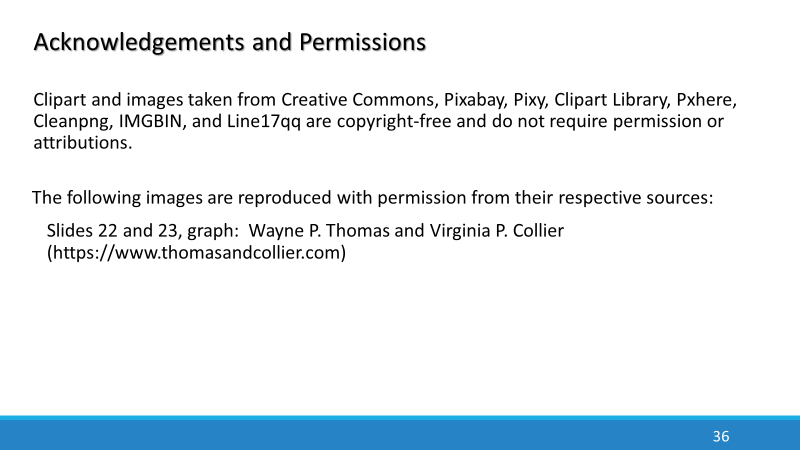 Acknowledgements and Permissions
Clipart and images taken from Creative Commons, Pixabay, Pixy, Clipart Library, Pxhere,
Cleanpng, IMGBIN, and Line17qq are copyright-free and do not require permission or
attributions.
The following images are reproduced with permission from their respective sources:
Slides 22 and 23, graph:  Wayne P. Thomas and Virginia P. Collier
(https://www.thomasandcollier.com)
36